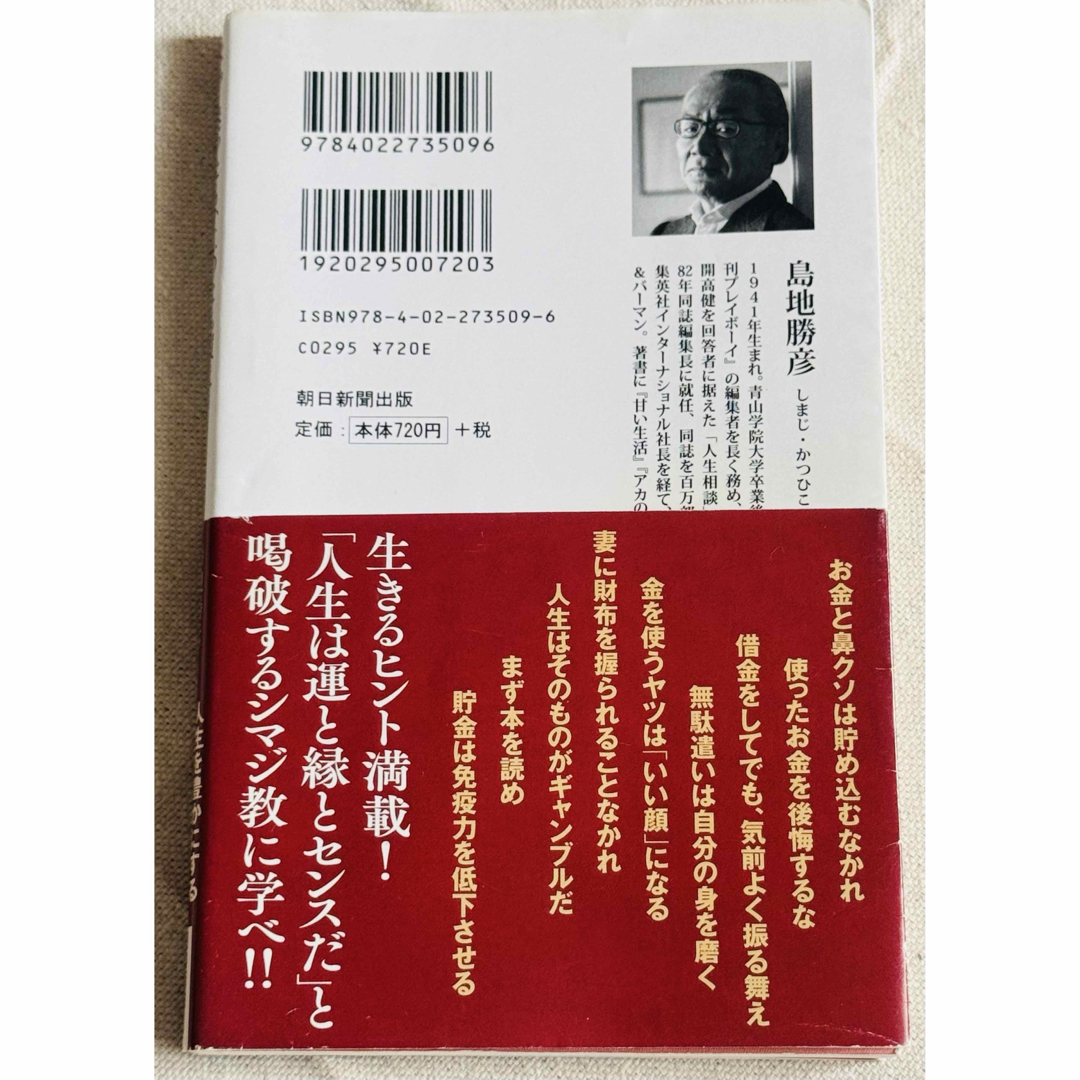 9784022735096
1920295007203
ISBN978-4-02-273509-6
C0295 ¥720E
朝日新聞出版
定価:本体720円+税
島地勝彦 しまじ・かつひこ
1941年生まれ。青山学院大学卒業後
刊プレイボーイ』の編集者を長く務め、
開高健を回答者に据えた「人生相談」
82年同誌編集長に就任、同誌を百万部
集英社インターナショナル社長を経て、
&バーマン。著書に『甘い生活』『アカの
お金と鼻クソは貯め込むなかれ
使ったお金を後悔するな
借金をしてでも、気前よく振る舞え
無駄遣いは自分の身を磨く
金を使うヤツは「いい顔」になる
妻に財布を握られることなかれ
人生はそのものがギャンブルだ
まず本を読め
貯金は免疫力を低下させる
生きるヒント満載!
「人生は運と縁とセンスだ」と
喝破するシマジ教に学べ!!
人生を豊かにする